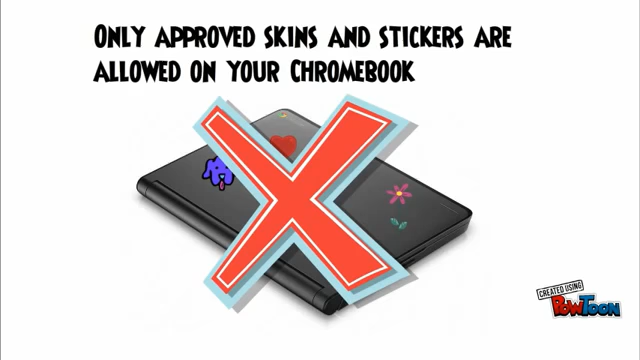 ONLY APPROVED SKINS AND STICKERS ARE
ALLOWED ON YOUR CHROMEBOOK
CREATED USING
POWTOON